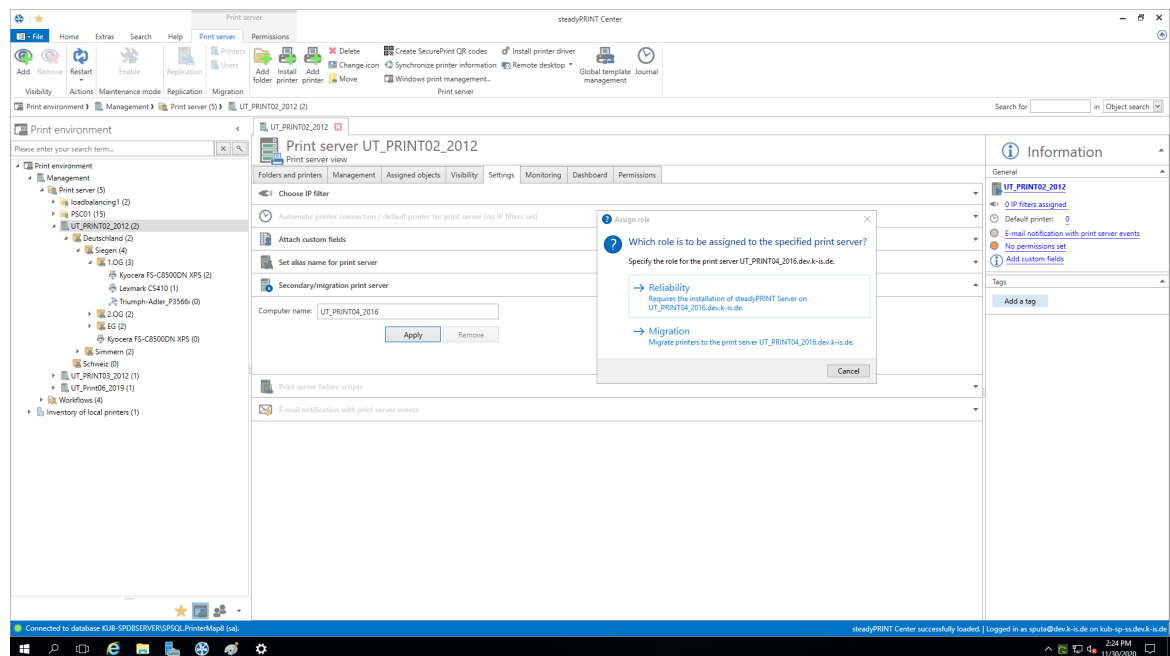 Print server
steadyPRINT Center
File Home Extras Search Help Print server Permissions
Add Remove Restart Enable Replication Printers Users
Add folder Install printer Add printer
Delete Change icon Move
Create SecurePrint QR codes Synchronize printer information Windows print management...
Install printer driver Remote desktop
Global template management Journal
Visibility Actions Maintenance mode Replication Migration Print server
Print environment Management Print server (5) UT_PRINT02_2012 (2)
Search for in Object search
Print environment
Please enter your search term...
Print environment
Management
Print server (5)
loadbalancing1 (2)
PSC01 (15)
UT_PRINT02_2012 (2)
Deutschland (2)
Siegen (4)
1.OG (3)
Kyocera FS-C8500DN XPS (2)
Lexmark CS410 (1)
Triumph-Adler_P3566i (0)
2.OG (2)
EG (2)
Kyocera FS-C8500DN XPS (0)
Simmern (2)
Schweiz (0)
UT_PRINT03_2012 (1)
UT_Print06_2019 (1)
Workflows (4)
Inventory of local printers (1)
UT_PRINT02_2012
Print server UT_PRINT02_2012
Print server view
Folders and printers Management Assigned objects Visibility Settings Monitoring Dashboard Permissions
Choose IP filter
Automatic printer connection / default printer for print server (no IP filters set)
Attach custom fields
Set alias name for print server
Secondary/migration print server
Computer name: UT_PRINT04_2016
Apply Remove
Print server failure scripts
E-mail notification with print server events
Assign role
Which role is to be assigned to the specified print server?
Specify the role for the print server UT_PRINT04_2016.dev.k-is.de.
Reliability
Requires the installation of steadyPRINT Server on
UT_PRINT04_2016.dev.k-is.de.
Migration
Migrate printers to the print server UT_PRINT04_2016.dev.k-is.de.
Cancel
Information
General
UT_PRINT02_2012
0 IP filters assigned
Default printer: 0
E-mail notification with print server events
No permissions set
Add custom fields
Tags
Add a tag
Connected to database KUB-SPDBSERVER\SPSQL.PrinterMap8 (sa).
steadyPRINT Center successfully loaded. | Logged in as sputa@dev.k-is.de on kub-sp-ss.dev.k-is.de
2:24 PM
11/30/2020